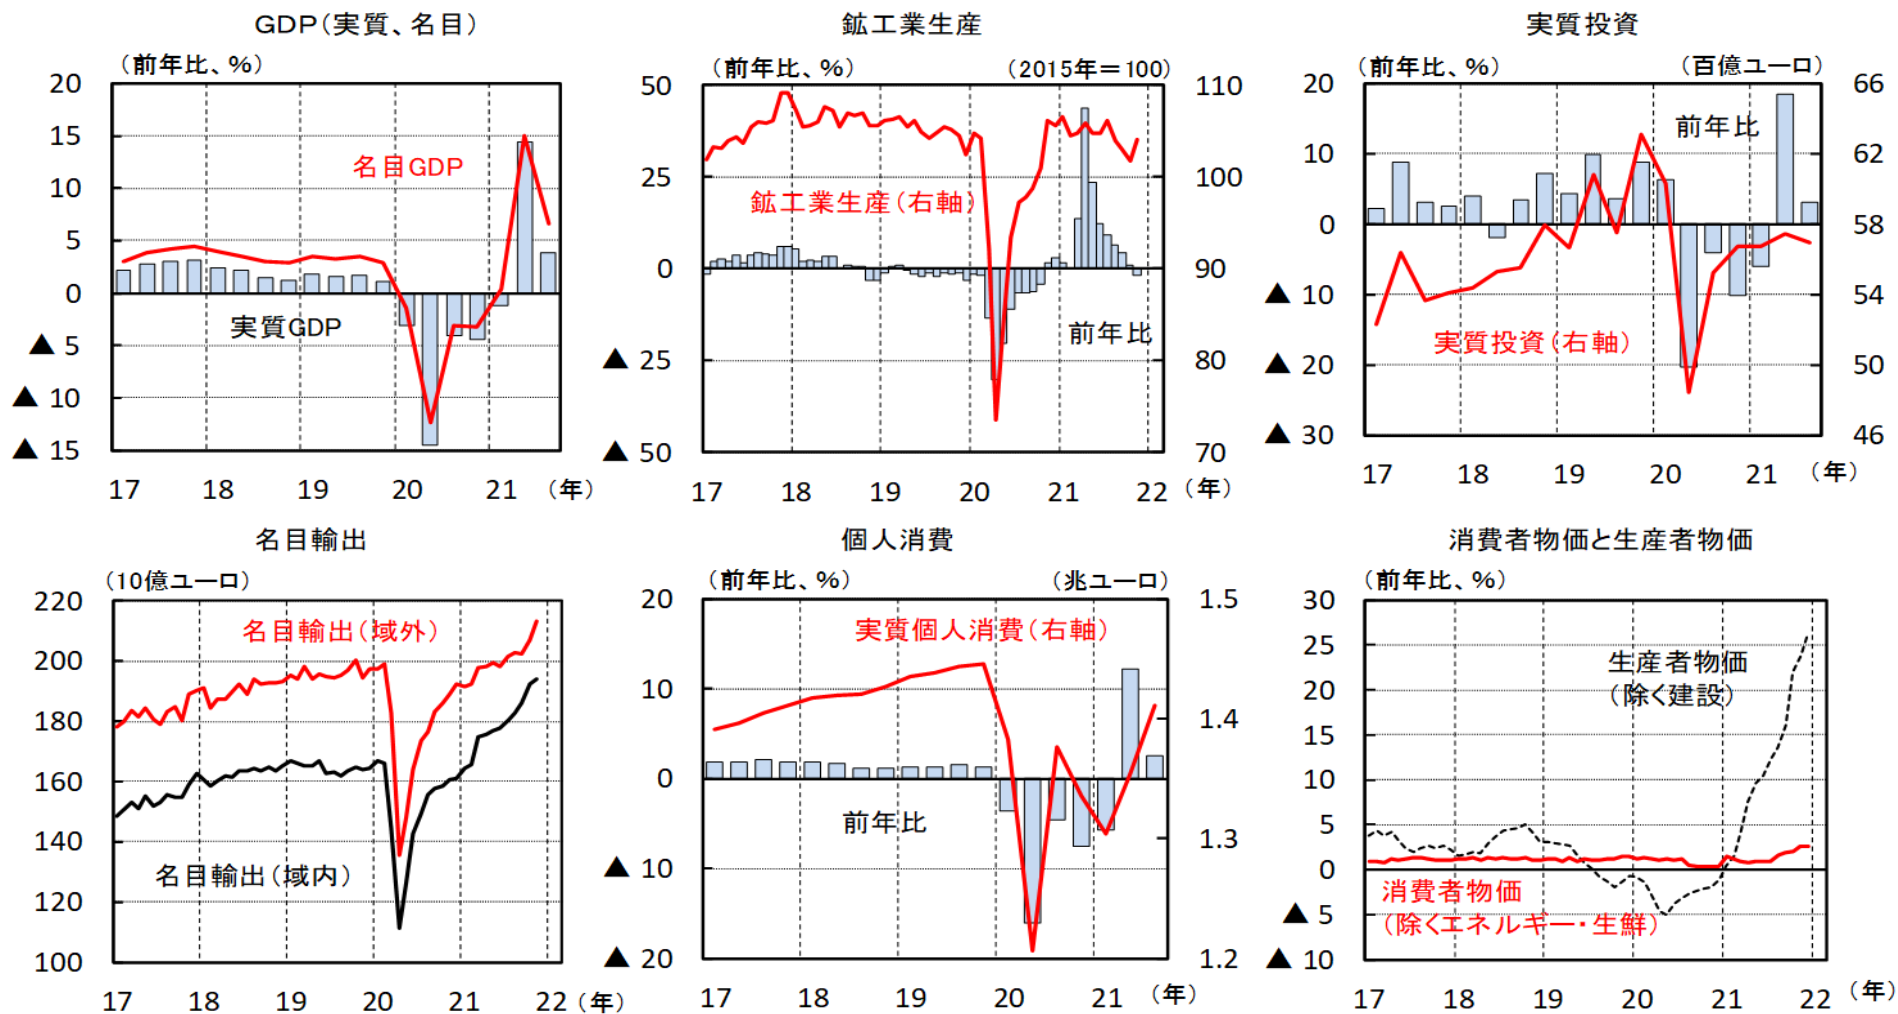 GDP(実質、名目)
(前年比、%)
20
15
10
5
0
▲ 5
▲ 10
▲ 15
名目GDP
実質GDP
17 18 19 20 21 (年)
鉱工業生産
(前年比、%) (2015年=100)
50
25
0
▲ 25
▲ 50
110
100
90
80
70
鉱工業生産(右軸)
前年比
17 18 19 20 21 22 (年)
実質投資
(前年比、%) (百億ユーロ)
20
10
0
▲ 10
▲ 20
▲ 30
66
62
58
54
50
46
前年比
実質投資(右軸)
17 18 19 20 21 (年)
名目輸出
(10億ユーロ)
220
200
180
160
140
120
100
名目輸出(域外)
名目輸出(域内)
17 18 19 20 21 22 (年)
個人消費
(前年比、%) (兆ユーロ)
20
10
0
▲ 10
▲ 20
1.5
1.4
1.3
1.2
実質個人消費(右軸)
前年比
17 18 19 20 21 (年)
消費者物価と生産者物価
(前年比、%)
30
25
20
15
10
5
0
▲ 5
▲ 10
生産者物価
(除く建設)
消費者物価
(除くエネルギー・生鮮)
17 18 19 20 21 22 (年)